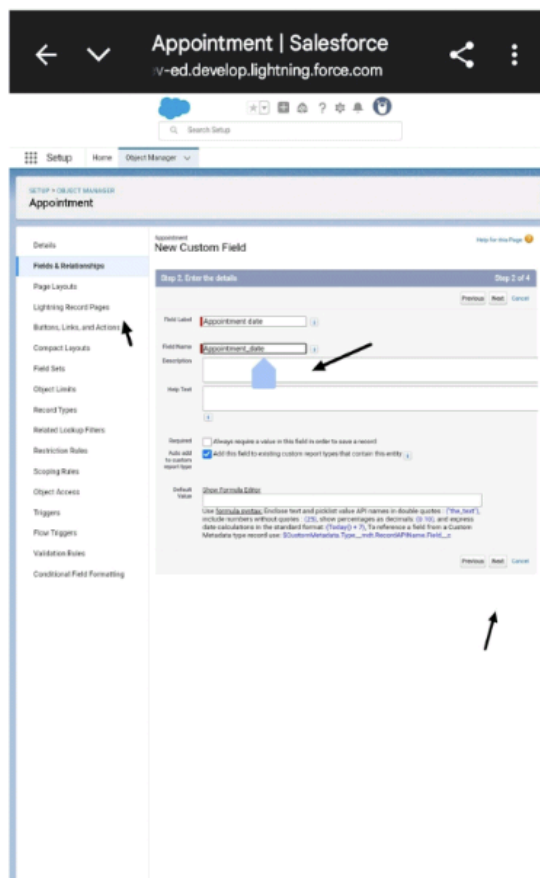 Appointment | Salesforce
v-ed.develop.lightning.force.com
Search Setup
Setup Home Object Manager
SETUP > OBJECT MANAGER
Appointment
Details
Fields & Relationships
Page Layouts
Lightning Record Pages
Buttons, Links, and Actions
Compact Layouts
Field Sets
Object Limits
Record Types
Related Lookup Filters
Restriction Rules
Scoping Rules
Object Access
Triggers
Flow Triggers
Validation Rules
Conditional Field Formatting
Appointment
New Custom Field
Help for this Page
Step 2. Enter the details
Step 2 of 4
Previous Next Cancel
Field Label Appointment date
Field Name Appointment_date
Description
Help Text
Required Always require a value in this field in order to save a record
Auto add to custom report type Add this field to existing custom report types that contain this entity
Default Value Show Formula Editor
Use formula syntax: Enclose text and picklist value API names in double quotes : ("the_text"),
include numbers without quotes : (25), show percentages as decimals: (0.10), and express
date calculations in the standard format: (Today() + 7), To reference a field from a Custom
Metadata type record use: $CustomMetadata.Type__mdt.RecordAPIName.Field__c
Previous Next Cancel